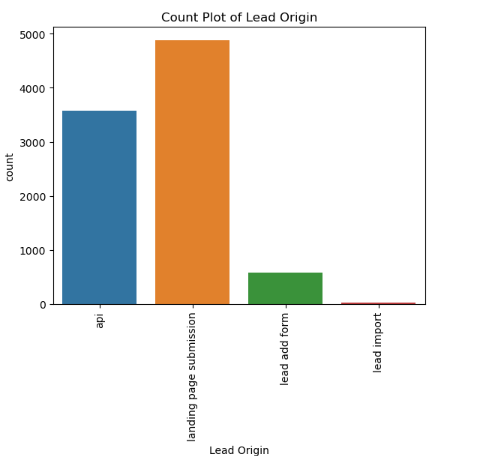 Count Plot of Lead Origin
5000
4000
3000
2000
1000
0
count
api
landing page submission
lead add form
lead import
Lead Origin